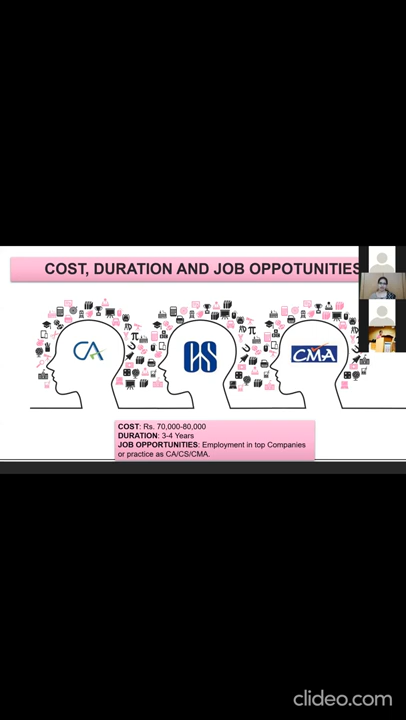 COST, DURATION AND JOB OPPOTUNITIES
CA
CS
CMA
COST: Rs. 70,000-80,000
DURATION: 3-4 Years
JOB OPPORTUNITIES: Employment in top Companies
or practice as CA/CS/CMA.
clideo.com